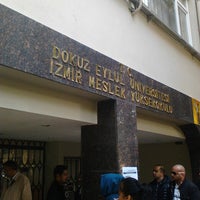 DOKUZ EYLÜL ÜNİVERSİTESİ
İZMİR MESLEK YÜKSEKOKULU